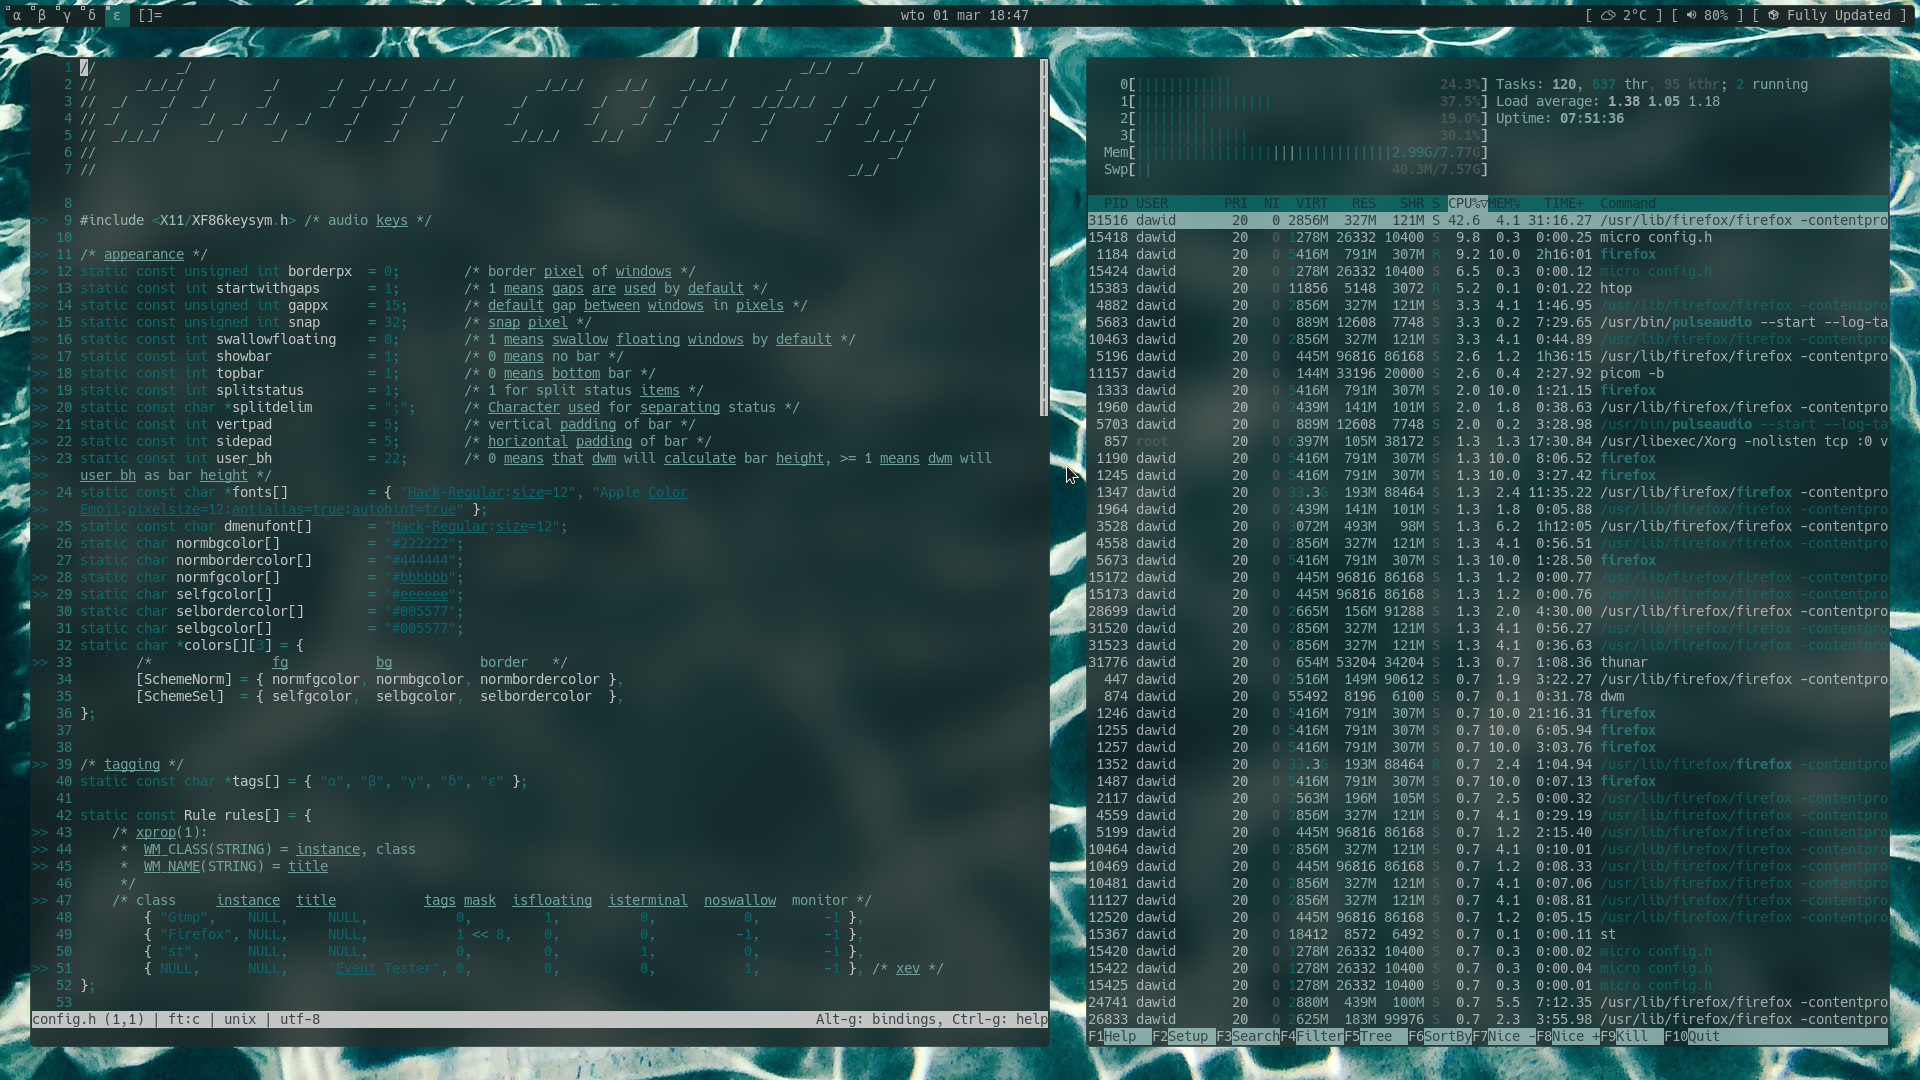 α β γ δ ε []= wto 01 mar 18:47 [ 2°C ] [ 80% ] [ Fully Updated ]
1 // _/ _/_/ _/
2 // _/_/_/ _/ _/ _/ _/_/_/ _/_/ _/_/_/ _/_/ _/_/_/ _/ _/_/_/
3 // _/ _/ _/ _/ _/ _/ _/ _/ _/ _/ _/ _/ _/ _/_/_/_/ _/ _/ _/
4 // _/ _/ _/ _/ _/ _/ _/ _/ _/ _/ _/ _/ _/ _/ _/ _/ _/ _/
5 // _/_/_/ _/ _/ _/ _/ _/ _/_/_/ _/_/ _/ _/ _/ _/ _/_/_/
6 // _/
7 // _/_/
8
>> 9 #include <X11/XF86keysym.h> /* audio keys */
10
>> 11 /* appearance */
>> 12 static const unsigned int borderpx = 0; /* border pixel of windows */
>> 13 static const int startwithgaps = 1; /* 1 means gaps are used by default */
>> 14 static const unsigned int gappx = 15; /* default gap between windows in pixels */
>> 15 static const unsigned int snap = 32; /* snap pixel */
>> 16 static const int swallowfloating = 0; /* 1 means swallow floating windows by default */
>> 17 static const int showbar = 1; /* 0 means no bar */
>> 18 static const int topbar = 1; /* 0 means bottom bar */
>> 19 static const int splitstatus = 1; /* 1 for split status items */
>> 20 static const char *splitdelim = ";"; /* Character used for separating status */
>> 21 static const int vertpad = 5; /* vertical padding of bar */
>> 22 static const int sidepad = 5; /* horizontal padding of bar */
>> 23 static const int user_bh = 22; /* 0 means that dwm will calculate bar height, >= 1 means dwm will
>> user_bh as bar height */
>> 24 static const char *fonts[] = { "Hack-Regular:size=12", "Apple Color
>> Emoji:pixelsize=12:antialias=true:autohint=true" };
>> 25 static const char dmenufont[] = "Hack-Regular:size=12";
26 static char normbgcolor[] = "#222222";
27 static char normbordercolor[] = "#444444";
>> 28 static char normfgcolor[] = "#bbbbbb";
>> 29 static char selfgcolor[] = "#eeeeee";
30 static char selbordercolor[] = "#005577";
31 static char selbgcolor[] = "#005577";
32 static char *colors[][3] = {
>> 33 /* fg bg border */
34 [SchemeNorm] = { normfgcolor, normbgcolor, normbordercolor },
35 [SchemeSel] = { selfgcolor, selbgcolor, selbordercolor },
36 };
37
38
>> 39 /* tagging */
40 static const char *tags[] = { "α", "β", "γ", "δ", "ε" };
41
42 static const Rule rules[] = {
>> 43 /* xprop(1):
>> 44 * WM_CLASS(STRING) = instance, class
>> 45 * WM_NAME(STRING) = title
46 */
>> 47 /* class instance title tags mask isfloating isterminal noswallow monitor */
48 { "Gimp", NULL, NULL, 0, 1, 0, 0, -1 },
49 { "Firefox", NULL, NULL, 1 << 8, 0, 0, -1, -1 },
50 { "st", NULL, NULL, 0, 0, 1, 0, -1 },
>> 51 { NULL, NULL, "Event Tester", 0, 0, 0, 1, -1 }, /* xev */
52 };
53
config.h (1,1) | ft:c | unix | utf-8 Alt-g: bindings, Ctrl-g: help
0[|||||||||||| 24.3%] Tasks: 120, 637 thr, 95 kthr; 2 running
1[||||||||||||||||| 37.5%] Load average: 1.38 1.05 1.18
2[||||||||| 19.0%] Uptime: 07:51:36
3[|||||||||||||| 30.1%]
Mem[||||||||||||||||||||||||||||||||2.99G/7.77G]
Swp[|| 40.3M/7.57G]
PID USER PRI NI VIRT RES SHR S CPU%▽MEM% TIME+ Command
31516 dawid 20 0 2856M 327M 121M S 42.6 4.1 31:16.27 /usr/lib/firefox/firefox -contentpro
15418 dawid 20 0 1278M 26332 10400 S 9.8 0.3 0:00.25 micro config.h
1184 dawid 20 0 5416M 791M 307M R 9.2 10.0 2h16:01 firefox
15424 dawid 20 0 1278M 26332 10400 S 6.5 0.3 0:00.12 micro config.h
15383 dawid 20 0 11856 5148 3072 R 5.2 0.1 0:01.22 htop
4882 dawid 20 0 2856M 327M 121M S 3.3 4.1 1:46.95 /usr/lib/firefox/firefox -contentpro
5683 dawid 20 0 889M 12608 7748 S 3.3 0.2 7:29.65 /usr/bin/pulseaudio --start --log-ta
10463 dawid 20 0 2856M 327M 121M S 3.3 4.1 0:44.89 /usr/lib/firefox/firefox -contentpro
5196 dawid 20 0 445M 96816 86168 S 2.6 1.2 1h36:15 /usr/lib/firefox/firefox -contentpro
11157 dawid 20 0 144M 33196 20000 S 2.6 0.4 2:27.92 picom -b
1333 dawid 20 0 5416M 791M 307M S 2.0 10.0 1:21.15 firefox
1960 dawid 20 0 2439M 141M 101M S 2.0 1.8 0:38.63 /usr/lib/firefox/firefox -contentpro
5703 dawid 20 0 889M 12608 7748 S 2.0 0.2 3:28.98 /usr/bin/pulseaudio --start --log-ta
857 root 20 0 6397M 105M 38172 S 1.3 1.3 17:30.84 /usr/libexec/Xorg -nolisten tcp :0 v
1190 dawid 20 0 5416M 791M 307M S 1.3 10.0 8:06.52 firefox
1245 dawid 20 0 5416M 791M 307M S 1.3 10.0 3:27.42 firefox
1347 dawid 20 0 33.3G 193M 88464 S 1.3 2.4 11:35.22 /usr/lib/firefox/firefox -contentpro
1964 dawid 20 0 2439M 141M 101M S 1.3 1.8 0:05.88 /usr/lib/firefox/firefox -contentpro
3528 dawid 20 0 3072M 493M 98M S 1.3 6.2 1h12:05 /usr/lib/firefox/firefox -contentpro
4558 dawid 20 0 2856M 327M 121M S 1.3 4.1 0:56.51 /usr/lib/firefox/firefox -contentpro
5673 dawid 20 0 5416M 791M 307M S 1.3 10.0 1:28.50 firefox
15172 dawid 20 0 445M 96816 86168 S 1.3 1.2 0:00.77 /usr/lib/firefox/firefox -contentpro
15173 dawid 20 0 445M 96816 86168 S 1.3 1.2 0:00.76 /usr/lib/firefox/firefox -contentpro
28699 dawid 20 0 2665M 156M 91288 S 1.3 2.0 4:30.00 /usr/lib/firefox/firefox -contentpro
31520 dawid 20 0 2856M 327M 121M S 1.3 4.1 0:56.27 /usr/lib/firefox/firefox -contentpro
31523 dawid 20 0 2856M 327M 121M S 1.3 4.1 0:36.63 /usr/lib/firefox/firefox -contentpro
31776 dawid 20 0 654M 53204 34204 S 1.3 0.7 1:08.36 thunar
447 dawid 20 0 2516M 149M 90612 S 0.7 1.9 3:22.27 /usr/lib/firefox/firefox -contentpro
874 dawid 20 0 55492 8196 6100 S 0.7 0.1 0:31.78 dwm
1246 dawid 20 0 5416M 791M 307M S 0.7 10.0 21:16.31 firefox
1255 dawid 20 0 5416M 791M 307M S 0.7 10.0 6:05.94 firefox
1257 dawid 20 0 5416M 791M 307M S 0.7 10.0 3:03.76 firefox
1352 dawid 20 0 33.3G 193M 88464 R 0.7 2.4 1:04.94 /usr/lib/firefox/firefox -contentpro
1487 dawid 20 0 5416M 791M 307M S 0.7 10.0 0:07.13 firefox
2117 dawid 20 0 2563M 196M 105M S 0.7 2.5 0:00.32 /usr/lib/firefox/firefox -contentpro
4559 dawid 20 0 2856M 327M 121M S 0.7 4.1 0:29.19 /usr/lib/firefox/firefox -contentpro
5199 dawid 20 0 445M 96816 86168 S 0.7 1.2 2:15.40 /usr/lib/firefox/firefox -contentpro
10464 dawid 20 0 2856M 327M 121M S 0.7 4.1 0:10.01 /usr/lib/firefox/firefox -contentpro
10469 dawid 20 0 445M 96816 86168 S 0.7 1.2 0:08.33 /usr/lib/firefox/firefox -contentpro
10481 dawid 20 0 2856M 327M 121M S 0.7 4.1 0:07.06 /usr/lib/firefox/firefox -contentpro
11127 dawid 20 0 2856M 327M 121M S 0.7 4.1 0:08.81 /usr/lib/firefox/firefox -contentpro
12520 dawid 20 0 445M 96816 86168 S 0.7 1.2 0:05.15 /usr/lib/firefox/firefox -contentpro
15367 dawid 20 0 18412 8572 6492 S 0.7 0.1 0:00.11 st
15420 dawid 20 0 1278M 26332 10400 S 0.7 0.3 0:00.02 micro config.h
15422 dawid 20 0 1278M 26332 10400 S 0.7 0.3 0:00.04 micro config.h
15425 dawid 20 0 1278M 26332 10400 S 0.7 0.3 0:00.01 micro config.h
24741 dawid 20 0 2880M 439M 100M S 0.7 5.5 7:12.35 /usr/lib/firefox/firefox -contentpro
26833 dawid 20 0 2625M 183M 99976 S 0.7 2.3 3:55.98 /usr/lib/firefox/firefox -contentpro
F1Help F2Setup F3SearchF4FilterF5Tree F6SortByF7Nice -F8Nice +F9Kill F10Quit